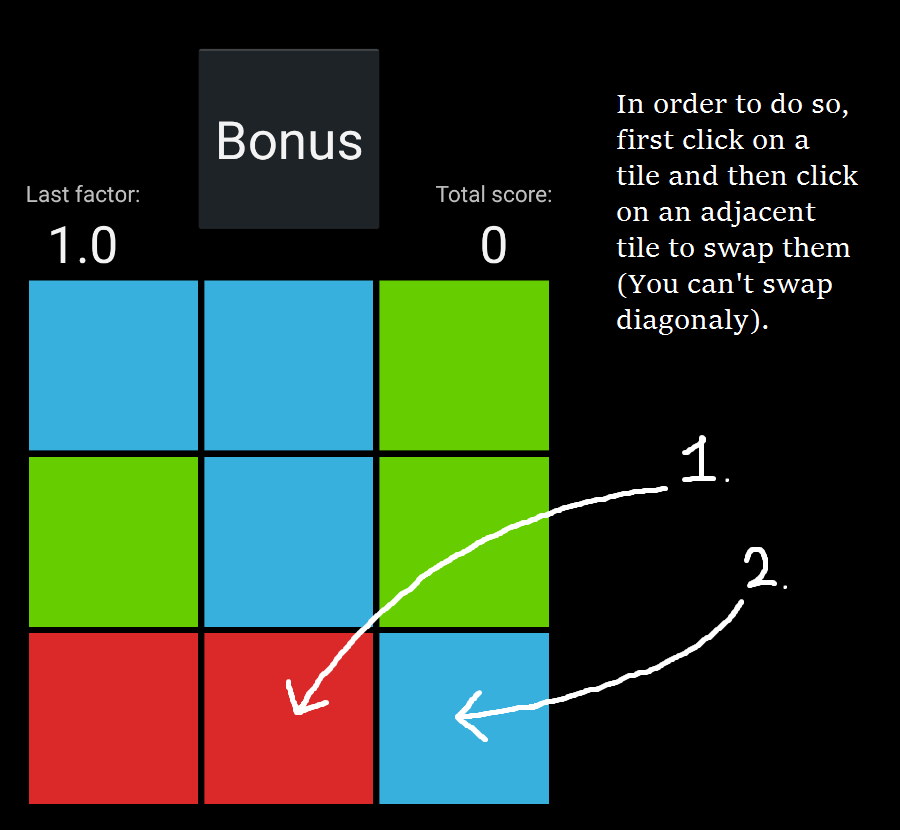 Bonus
Last factor:
1.0
Total score:
0
In order to do so,
first click on a
tile and then click
on an adjacent
tile to swap them
(You can't swap
diagonaly).
1.
2.